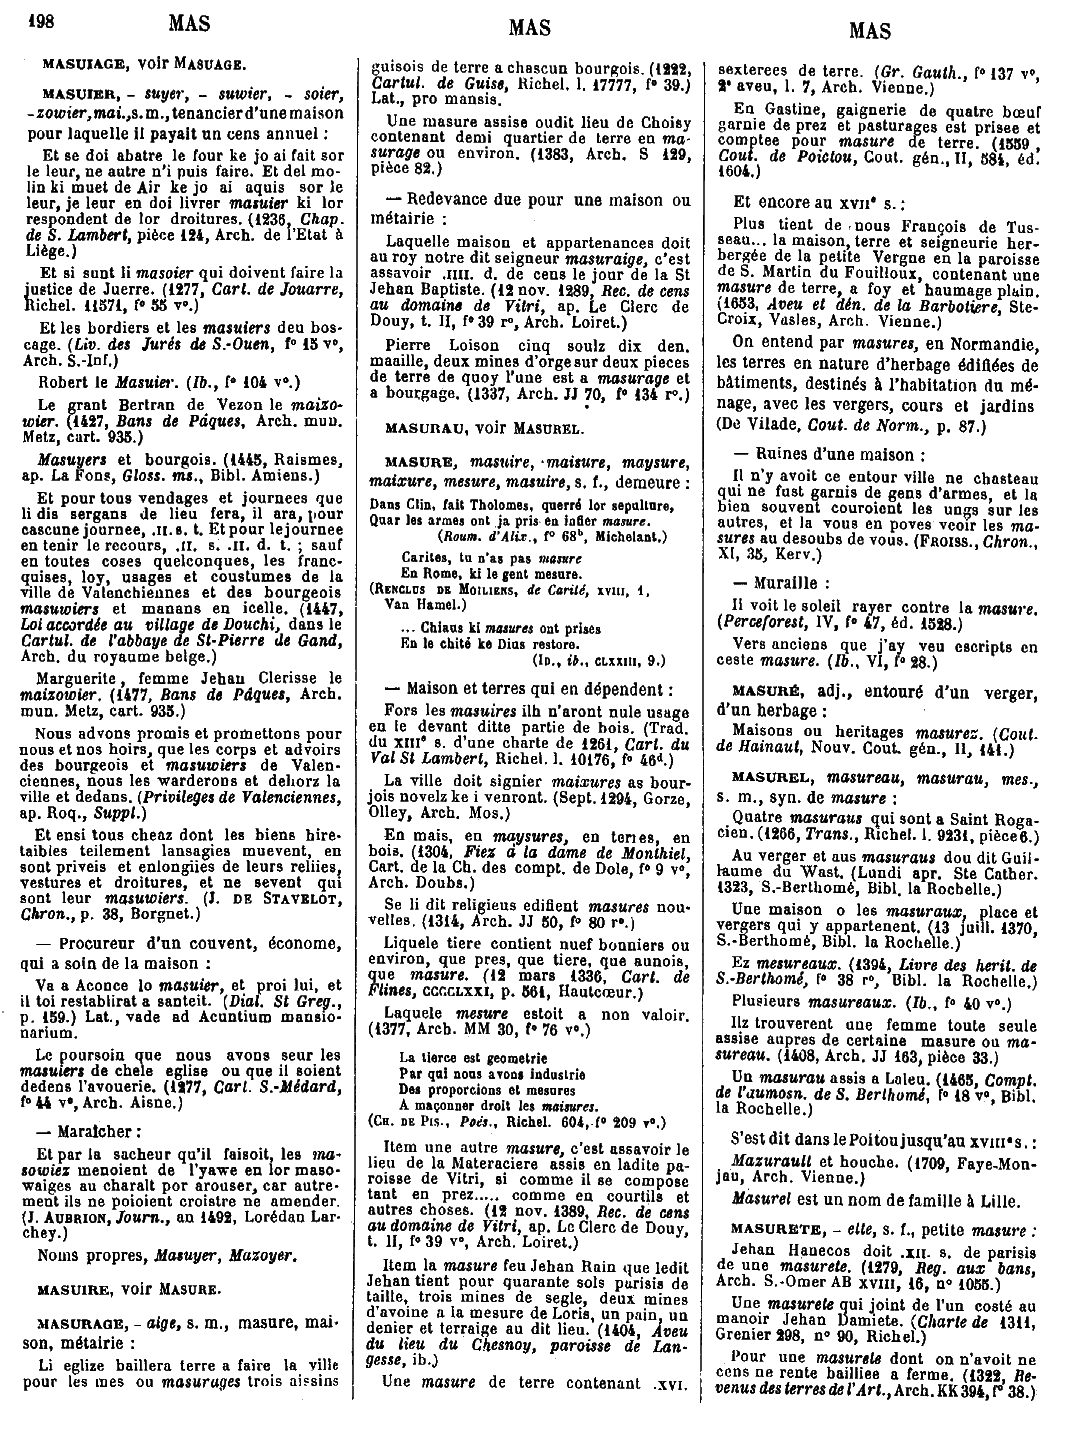 198 MAS MAS MAS
MASUIAGE, voir MASUAGE.
MASUIER, - suyer, - suwier, - soier,
-zowier, mai., s. m., tenancier d'une maison
pour laquelle il payait un cens annuel :
Et se doi abatre le four ke jo ai fait sor
le leur, ne autre n'i puis faire. Et del mo-
lin ki muet de Air ke jo ai aquis sor le
leur, je leur en doi livrer masuier ki lor
respondent de lor droitures. (1236, Chap.
de S. Lambert, pièce 124, Arch. de l'Etat à
Liège.)
Et si sunt li masoier qui doivent faire la
justice de Juerre. (1277, Cart. de Jouarre,
Richel. 11571, f° 55 v°.)
Et les bordiers et les masuiers deu bos-
cage. (Liv. des Jurés de S.-Ouen, f° 15 v°,
Arch. S.-Inf.)
Robert le Masuier. (Ib., f° 104 v°.)
Le grant Bertran de Vezon le maizo-
wier. (1427, Bans de Pâques, Arch. mun.
Metz, cart. 935.)
Masuyers et bourgois. (1445, Raismes,
ap. La Fons, Gloss. ms., Bibl. Amiens.)
Et pour tous vendages et journees que
li dis sergans de lieu fera, il ara, pour
cascune journee, .II. s. t. Et pour lejournee
en tenir le recours, .II. s. .II. d. t. ; sauf
en toutes coses quelconques, les franc-
quises, loy, usages et coustumes de la
ville de Valenchiennes et des bourgeois
masuwiers et manans en icelle. (1447,
Loi accordée au village de Douchi, dans le
Cartul. de l'abbaye de St-Pierre de Gand,
Arch. du royaume belge.)
Marguerite, femme Jehan Clerisse le
maizowier. (1477, Bans de Pâques, Arch.
mun. Metz, cart. 935.)
Nous advons promis et promettons pour
nous et nos hoirs, que les corps et advoirs
des bourgeois et masuwiers de Valen-
ciennes, nous les warderons et dehorz la
ville et dedans. (Privileges de Valenciennes,
ap. Roq., Suppl.)
Et ensi tous cheaz dont les biens hire-
taibles teilement lansagies muevent, en
sont priveis et enlongiies de leurs reliies,
vestures et droitures, et ne sevent qui
sont leur masuwiers. (J. DE STAVELOT,
Chron., p. 38, Borgnet.)
— Procureur d'un couvent, économe,
qui a soin de la maison :
Va a Aconce lo masuier, et proi lui, et
il toi restablirat a santeit. (Dial. St Greg.,
p. 159.) Lat., vade ad Acuntium mansio-
narium.
Le poursoin que nous avons seur les
masuiers de chele eglise ou que il soient
dedens l'avouerie. (1277, Cart. S.-Médard,
f° 44 v°, Arch. Aisne.)
— Maraîcher :
Et par la sacheur qu'il faisoit, les ma-
sowiez menoient de l'yawe en lor maso-
waiges au charalt por arouser, car autre-
ment ils ne poioient croistre ne amender.
(J. AUBRION, Journ., an 1492, Lorédan Lar-
chey.)
Noms propres, Masuyer, Mazoyer.
MASUIRE, voir MASURE.
MASURAGE, - aige, s. m., masure, mai-
son, métairie :
Li eglize baillera terre a faire la ville
pour les mes ou masurages trois aissins
guisois de terre a chascun bourgois. (1222,
Cartul. de Guise, Richel. l. 17777, f° 39.)
Lat., pro mansis.
Une masure assise oudit lieu de Choisy
contenant demi quartier de terre en ma-
surage ou environ. (1383, Arch. S 129,
pièce 82.)
— Redevance due pour une maison ou
métairie :
Laquelle maison et appartenances doit
au roy notre dit seigneur masuraige, c'est
assavoir .IIII. d. de cens le jour de la St
Jehan Baptiste. (12 nov. 1289, Rec. de cens
au domaine de Vitri, ap. Le Clerc de
Douy, t. II, f° 39 r°, Arch. Loiret.)
Pierre Loison cinq soulz dix den.
maaille, deux mines d'orge sur deux pieces
de terre de quoy l'une est a masurage et
a bourgage. (1337, Arch. JJ 70, f° 134 r°.)
MASURAU, voir MASUREL.
MASURE, masuire, maisure, maysure,
maixure, mesure, masuire, s. f., demeure :
Dans Clin, fait Tholomes, querré lor sepulture,
Quar les armes ont ja pris en infier masure.
(Roum. d'Alix., f° 68b, Michelant.)
Carites, tu n'as pas masure
En Rome, ki le gent mesure.
(RENCLUS DE MOILIENS, de Carité, XVIII, 1,
Van Hamel.)
... Chiaus ki masures ont prises
En le chité ke Dius restore.
(ID., ib., CLXXIII, 9.)
— Maison et terres qui en dépendent :
Fors les masuires ilh n'aront nule usage
en le devant ditte partie de bois. (Trad.
du XIIIe s. d'une charte de 1261, Cart. du
Val St Lambert, Richel. l. 10176, f° 46d.)
La ville doit signier maixures as bour-
jois novelz ke i venront. (Sept. 1294, Gorze,
Olley, Arch. Mos.)
En mais, en maysures, en terres, en
bois. (1304, Fiez à la dame de Monthiel,
Cart. de la Ch. des compt. de Dole, f° 9 v°,
Arch. Doubs.)
Se li dit religieus edifient masures nou-
velles. (1314, Arch. JJ 50, f° 80 r°.)
Liquele tiere contient nuef bonniers ou
environ, que pres, que tiere, que aunois,
que masure. (12 mars 1336, Cart. de
Flines, CCCCLXXI, p. 561, Hautcœur.)
Laquele mesure estoit a non valoir.
(1377, Arch. MM 30, f° 76 v°.)
La tierce est geometrie
Par qui nous avons industrie
Des proporcions et mesures
A maçonner droit les maisures.
(CH. DE PIS., Poés., Richel. 604, f° 209 r°.)
Item une autre masure, c'est assavoir le
lieu de la Materaciere assis en ladite pa-
roisse de Vitri, si comme il se compose
tant en prez..... comme en courtils et
autres choses. (12 nov. 1389, Rec. de cens
au domaine de Vitri, ap. Le Clerc de Douy,
t. II, f° 39 v°, Arch. Loiret.)
Item la masure feu Jehan Rain que ledit
Jehan tient pour quarante sols parisis de
taille, trois mines de segle, deux mines
d'avoine a la mesure de Loris, un pain, un
denier et terraige au dit lieu. (1404, Aveu
du lieu du Chesnoy, paroisse de Lan-
gesse, ib.)
Une masure de terre contenant .XVI.
sexterees de terre. (Gr. Gauth., f° 137 v°,
2e aveu, l. 7, Arch. Vienne.)
En Gastine, gaignerie de quatre bœuf
garnie de prez et pasturages est prisee et
comptee pour masure de terre. (1559,
Cout. de Poictou, Cout. gén., II, 584, éd.
1604.)
Et encore au XVIIe s. :
Plus tient de nous François de Tus-
seau... la maison, terre et seigneurie her-
bergée de la petite Vergne en la paroisse
de S. Martin du Fouilloux, contenant une
masure de terre, a foy et haumage plain.
(1653, Aveu et dén. de la Barbotiere, Ste-
Croix, Vasles, Arch. Vienne.)
On entend par masures, en Normandie,
les terres en nature d'herbage édifiées de
bâtiments, destinés à l'habitation du mé-
nage, avec les vergers, cours et jardins
(De Vilade, Cout. de Norm., p. 87.)
— Ruines d'une maison :
Il n'y avoit ce entour ville ne chasteau
qui ne fust garnis de gens d'armes, et la
bien souvent couroient les ungs sur les
autres, et la vous en poves veoir les ma-
sures au desoubs de vous. (FROISS., Chron.,
XI, 35, Kerv.)
— Muraille :
Il voit le soleil rayer contre la masure.
(Perceforest, IV, f° 47, éd. 1528.)
Vers anciens que j'ay veu escripts en
ceste masure. (Ib., VI, f° 28.)
MASURÉ, adj., entouré d'un verger,
d'un herbage :
Maisons ou heritages masurez. (Cout.
de Hainaut, Nouv. Cout. gén., II, 141.)
MASUREL, masureau, masurau, mes.,
s. m., syn. de masure :
Quatre masuraus qui sont a Saint Roga-
cien. (1266, Trans., Richel. l. 9231, pièce 6.)
Au verger et aus masuraus dou dit Guil-
laume du Wast. (Lundi apr. Ste Cather.
1323, S.-Berthomé, Bibl. la Rochelle.)
Une maison o les masuraux, place et
vergers qui y appartenent. (13 juill. 1370,
S.-Berthomé, Bibl. la Rochelle.)
Ez mesureaux. (1394, Livre des herit. de
S.-Berthomé, f° 38 r°, Bibl. la Rochelle.)
Plusieurs masureaux. (Ib., f° 40 v°.)
Ilz trouverent une femme toute seule
assise aupres de certaine masure ou ma-
sureau. (1408, Arch. JJ 163, pièce 33.)
Un masurau assis a Laleu. (1465, Compt.
de l'aumosn. de S. Berthomé, f° 18 v°, Bibl.
la Rochelle.)
S'est dit dans le Poitou jusqu'au XVIIIe s. :
Mazurault et houche. (1709, Faye-Mon-
jau, Arch. Vienne.)
Masurel est un nom de famille à Lille.
MASURETE, - elte, s. f., petite masure :
Jehan Hanecos doit .XII. s. de parisis
de une masurete. (1279, Reg. aux bans,
Arch. S.-Omer AB XVIII, 16, n° 1055.)
Une masurete qui joint de l'un costé au
manoir Jehan Damiete. (Charte de 1311,
Grenier 298, n° 90, Richel.)
Pour une masurete dont on n'avoit ne
cens ne rente bailliee a ferme. (1322, Re-
venus des terres de l'Art., Arch. KK 394, f° 38.)